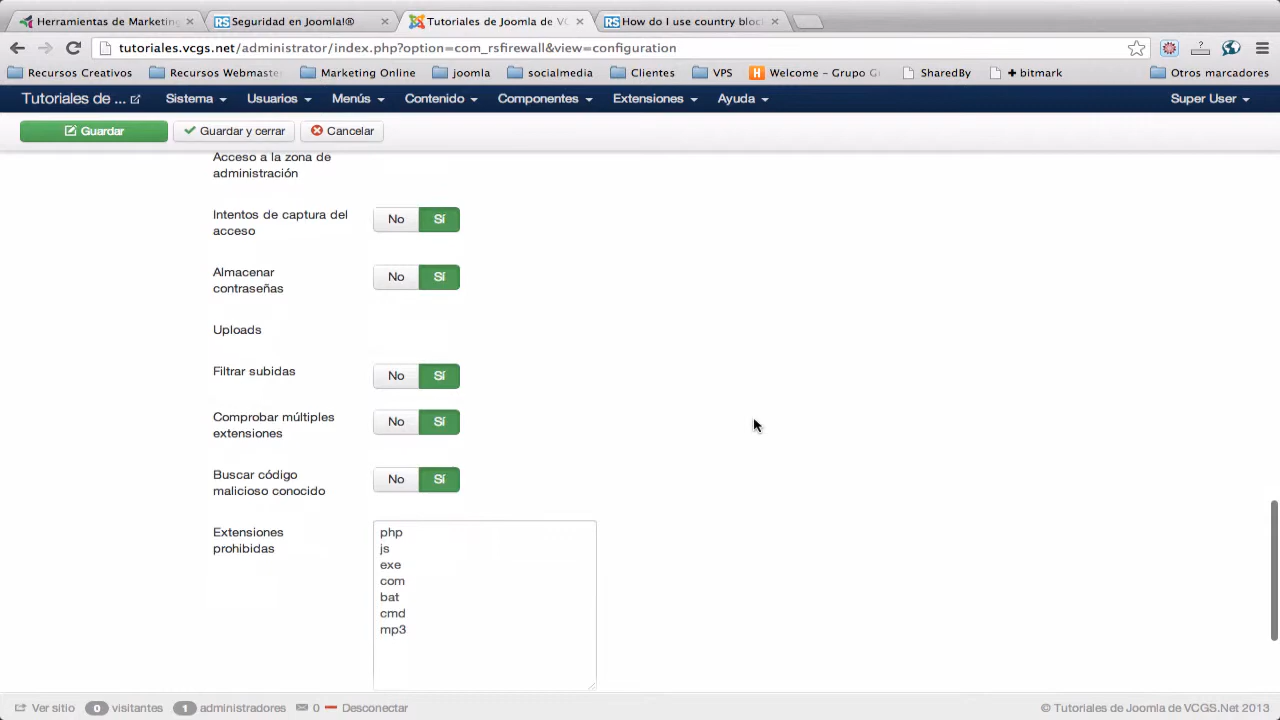 Herramientas de Marketing
Seguridad en Joomla!®
Tutoriales de Joomla de VC
How do I use country bloc
tutoriales.vcgs.net/administrator/index.php?option=com_rsfirewall&view=configuration
Recursos Creativos
Recursos Webmaste
Marketing Online
joomla
socialmedia
Clientes
VPS
Welcome – Grupo G
SharedBy
+ bitmark
Otros marcadores
Tutoriales de ...
Sistema
Usuarios
Menús
Contenido
Componentes
Extensiones
Ayuda
Super User
Guardar
Guardar y cerrar
Cancelar
Acceso a la zona de
administración
Intentos de captura del
acceso
No Sí
Almacenar
contraseñas
No Sí
Uploads
Filtrar subidas
No Sí
Comprobar múltiples
extensiones
No Sí
Buscar código
malicioso conocido
No Sí
Extensiones
prohibidas
php
js
exe
com
bat
cmd
mp3
Ver sitio 0 visitantes 1 administradores 0 Desconectar
© Tutoriales de Joomla de VCGS.Net 2013